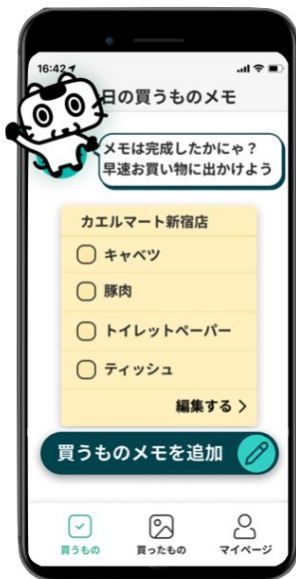 16:42
日の買うものメモ
メモは完成したかにゃ？
早速お買い物に出かけよう
カエルマート新宿店
キャベツ
豚肉
トイレットペーパー
ティッシュ
編集する >
買うものメモを追加
買うもの
買ったもの
マイページ